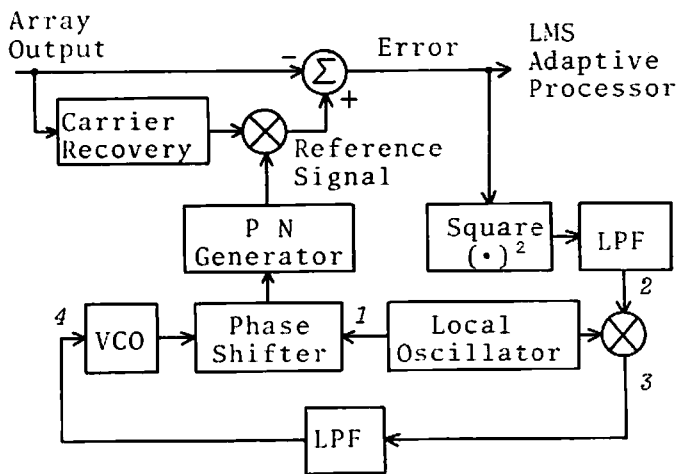 Array
Output
−
Σ
Error
LMS
Adaptive
Processor
+
Carrier
Recovery
Reference
Signal
P N
Generator
Square
(•)²
LPF
2
4
VCO
Phase
Shifter
1
Local
Oscillator
3
LPF